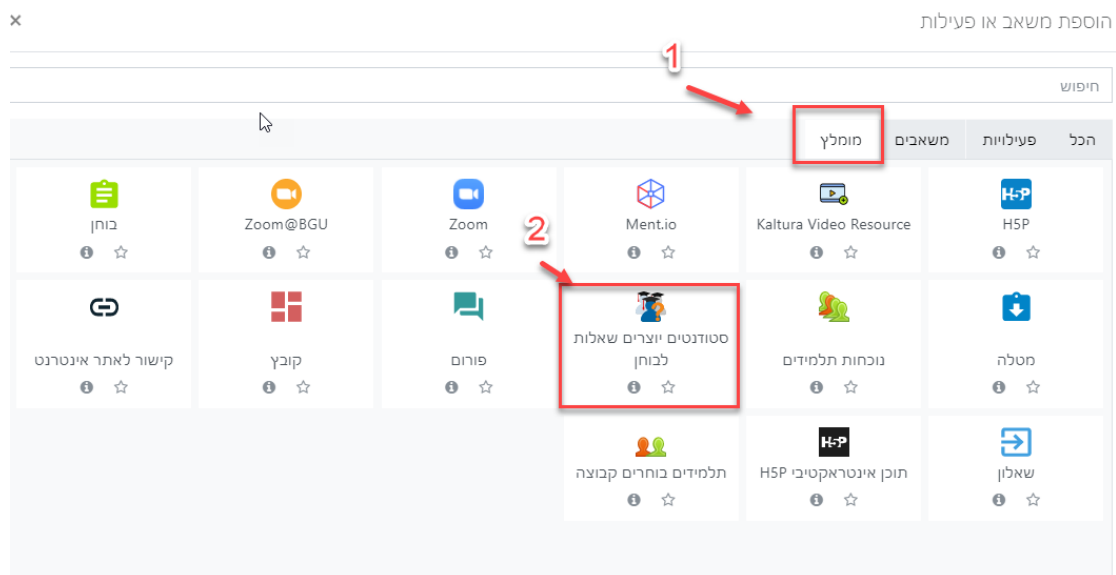 הוספת משאב או פעילות
×
1
חיפוש
הכל
פעילויות
משאבים
מומלץ
H5P
H5P
Kaltura Video Resource
Ment.io
Zoom
Zoom@BGU
בוחן
2
מטלה
נוכחות תלמידים
סטודנטים יוצרים שאלות
לבוחן
פורום
קובץ
קישור לאתר אינטרנט
שאלון
H5P
תוכן אינטראקטיבי H5P
תלמידים בוחרים קבוצה